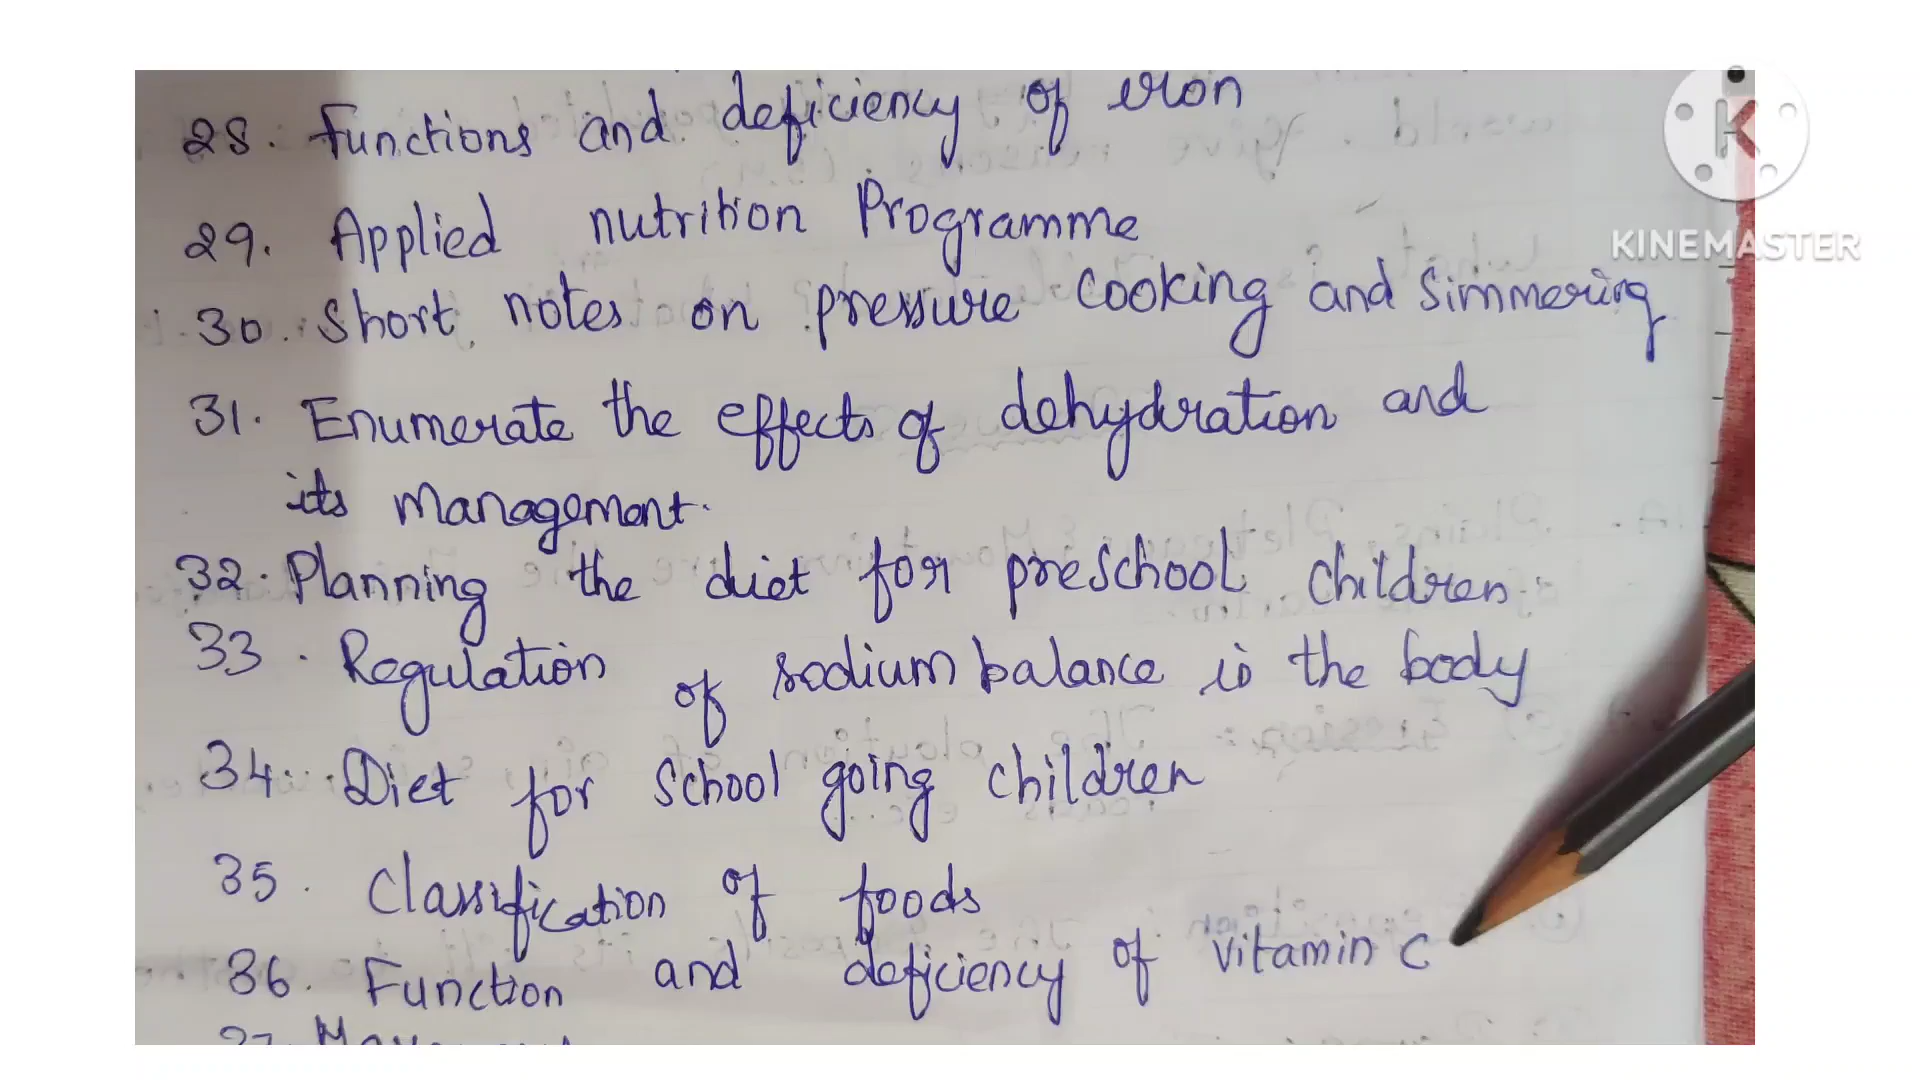 28. Functions and deficiency of iron
29. Applied nutrition Programme
30. Short notes on pressure cooking and Simmering
31. Enumerate the effects of dehydration and
its management.
32. Planning the diet for preschool children.
33. Regulation of sodium balance is the body
34. Diet for School going children
35. Classification of foods
36. Function and deficiency of vitamin C
37.
K
KINEMASTER